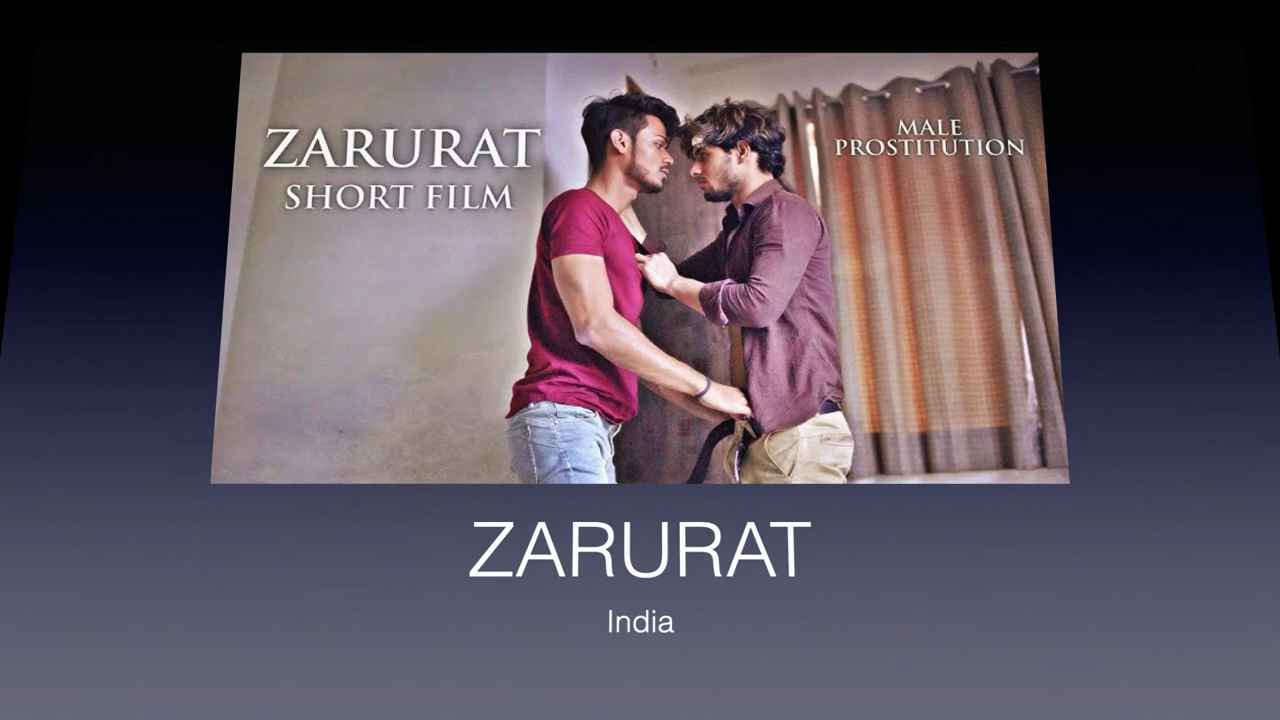 ZARURAT
SHORT FILM
MALE
PROSTITUTION
ZARURAT
India